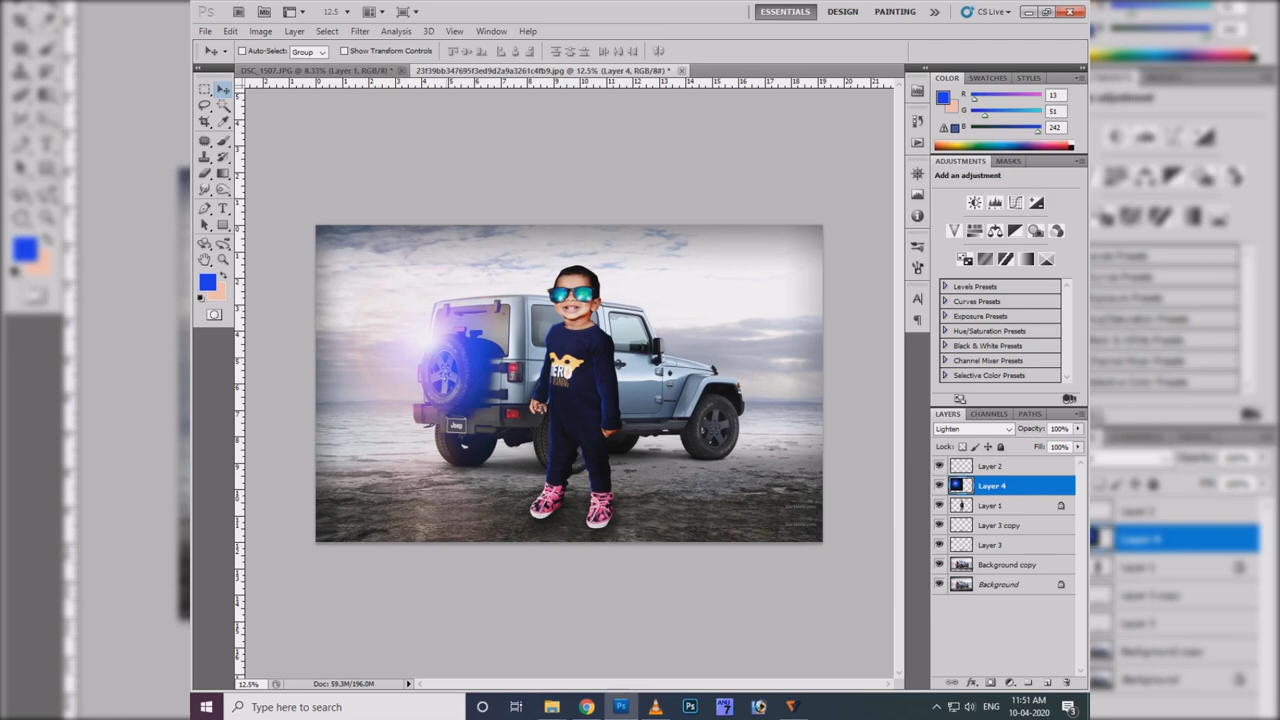 Ps Br Mb 12.5 ESSENTIALS DESIGN PAINTING CS Live
File Edit Image Layer Select Filter Analysis 3D View Window Help
Auto-Select: Group Show Transform Controls
DSC_1507.JPG @ 8.33% (Layer 1, RGB/8) * 23f39bb347695f3ed9d2a9a3261c4fb9.jpg @ 12.5% (Layer 4, RGB/8#) *
COLOR SWATCHES STYLES
R 13
G 51
B 242
ADJUSTMENTS MASKS
Add an adjustment
Levels Presets
Curves Presets
Exposure Presets
Hue/Saturation Presets
Black & White Presets
Channel Mixer Presets
Selective Color Presets
LAYERS CHANNELS PATHS
Lighten Opacity: 100%
Lock: Fill: 100%
Layer 2
Layer 4
Layer 1
Layer 3 copy
Layer 3
Background copy
Background
Jeep
12.5% Doc: 59.3M/196.0M
Type here to search
ENG
11:51 AM
10-04-2020